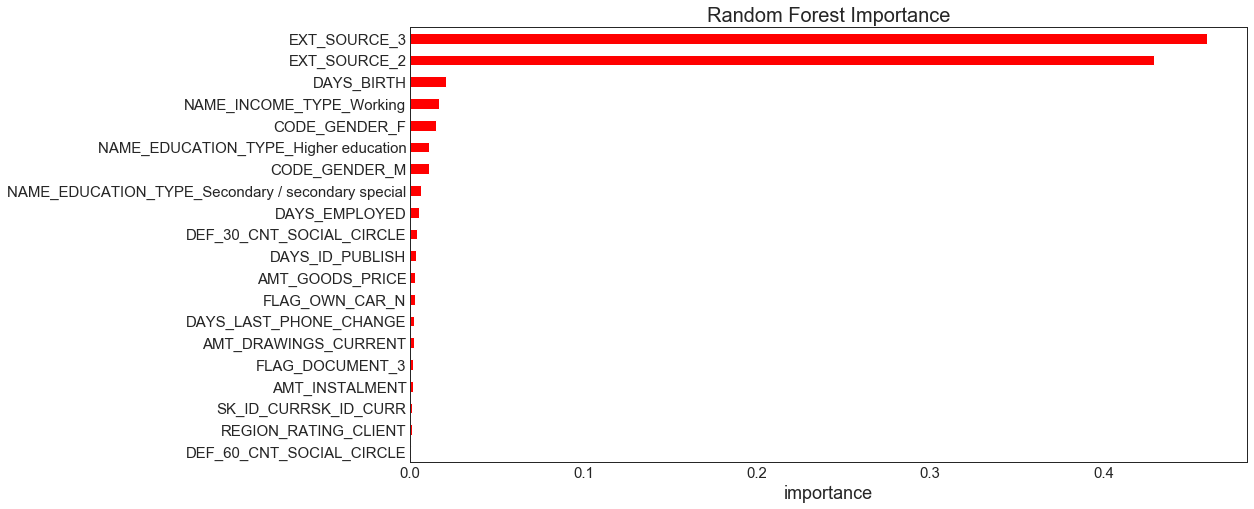 Random Forest Importance
EXT_SOURCE_3
EXT_SOURCE_2
DAYS_BIRTH
NAME_INCOME_TYPE_Working
CODE_GENDER_F
NAME_EDUCATION_TYPE_Higher education
CODE_GENDER_M
NAME_EDUCATION_TYPE_Secondary / secondary special
DAYS_EMPLOYED
DEF_30_CNT_SOCIAL_CIRCLE
DAYS_ID_PUBLISH
AMT_GOODS_PRICE
FLAG_OWN_CAR_N
DAYS_LAST_PHONE_CHANGE
AMT_DRAWINGS_CURRENT
FLAG_DOCUMENT_3
AMT_INSTALMENT
SK_ID_CURRSK_ID_CURR
REGION_RATING_CLIENT
DEF_60_CNT_SOCIAL_CIRCLE
0.0 0.1 0.2 0.3 0.4
importance